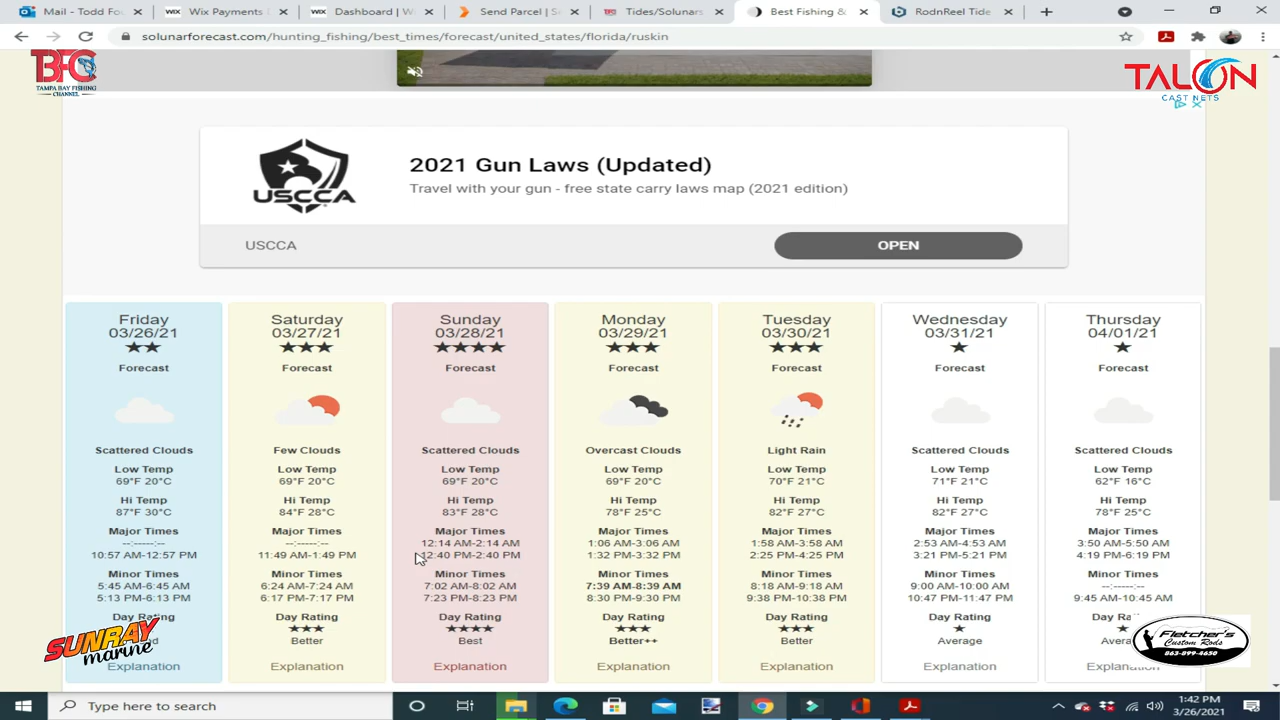 Mail - Todd Fo
Wix Payments
Dashboard | W
Send Parcel | S
Tides/Solunars
Best Fishing &
RodnReel Tide
solunarforecast.com/hunting_fishing/best_times/forecast/united_states/florida/ruskin
BFC
TAMPA BAY FISHING
CHANNEL
TALON
CAST NETS
USCCA
2021 Gun Laws (Updated)
Travel with your gun - free state carry laws map (2021 edition)
USCCA
OPEN
Friday
03/26/21
★★
Forecast
Scattered Clouds
Low Temp
69°F 20°C
Hi Temp
87°F 30°C
Major Times
--:-----:--
10:57 AM-12:57 PM
Minor Times
5:45 AM-6:45 AM
5:13 PM-6:13 PM
Day Rating
Explanation
Saturday
03/27/21
★★★
Forecast
Few Clouds
Low Temp
69°F 20°C
Hi Temp
84°F 28°C
Major Times
--:-----:--
11:49 AM-1:49 PM
Minor Times
6:24 AM-7:24 AM
6:17 PM-7:17 PM
Day Rating
★★★
Better
Explanation
Sunday
03/28/21
★★★★
Forecast
Scattered Clouds
Low Temp
69°F 20°C
Hi Temp
83°F 28°C
Major Times
12:14 AM-2:14 AM
12:40 PM-2:40 PM
Minor Times
7:02 AM-8:02 AM
7:23 PM-8:23 PM
Day Rating
★★★★
Best
Explanation
Monday
03/29/21
★★★
Forecast
Overcast Clouds
Low Temp
69°F 20°C
Hi Temp
78°F 25°C
Major Times
1:06 AM-3:06 AM
1:32 PM-3:32 PM
Minor Times
7:39 AM-8:39 AM
8:30 PM-9:30 PM
Day Rating
★★★
Better++
Explanation
Tuesday
03/30/21
★★★
Forecast
Light Rain
Low Temp
70°F 21°C
Hi Temp
82°F 27°C
Major Times
1:58 AM-3:58 AM
2:25 PM-4:25 PM
Minor Times
8:18 AM-9:18 AM
9:38 PM-10:38 PM
Day Rating
★★★
Better
Explanation
Wednesday
03/31/21
★
Forecast
Scattered Clouds
Low Temp
71°F 21°C
Hi Temp
82°F 27°C
Major Times
2:53 AM-4:53 AM
3:21 PM-5:21 PM
Minor Times
9:00 AM-10:00 AM
10:47 PM-11:47 PM
Day Rating
★
Average
Explanation
Thursday
04/01/21
★
Forecast
Scattered Clouds
Low Temp
62°F 16°C
Hi Temp
78°F 25°C
Major Times
3:50 AM-5:50 AM
4:19 PM-6:19 PM
Minor Times
--:-----:--
9:45 AM-10:45 AM
Day Rating
★
Explanation
SUNRAY
marine
Fletcher's
Custom Rods
863-899-4650
Type here to search
1:42 PM
3/26/2021